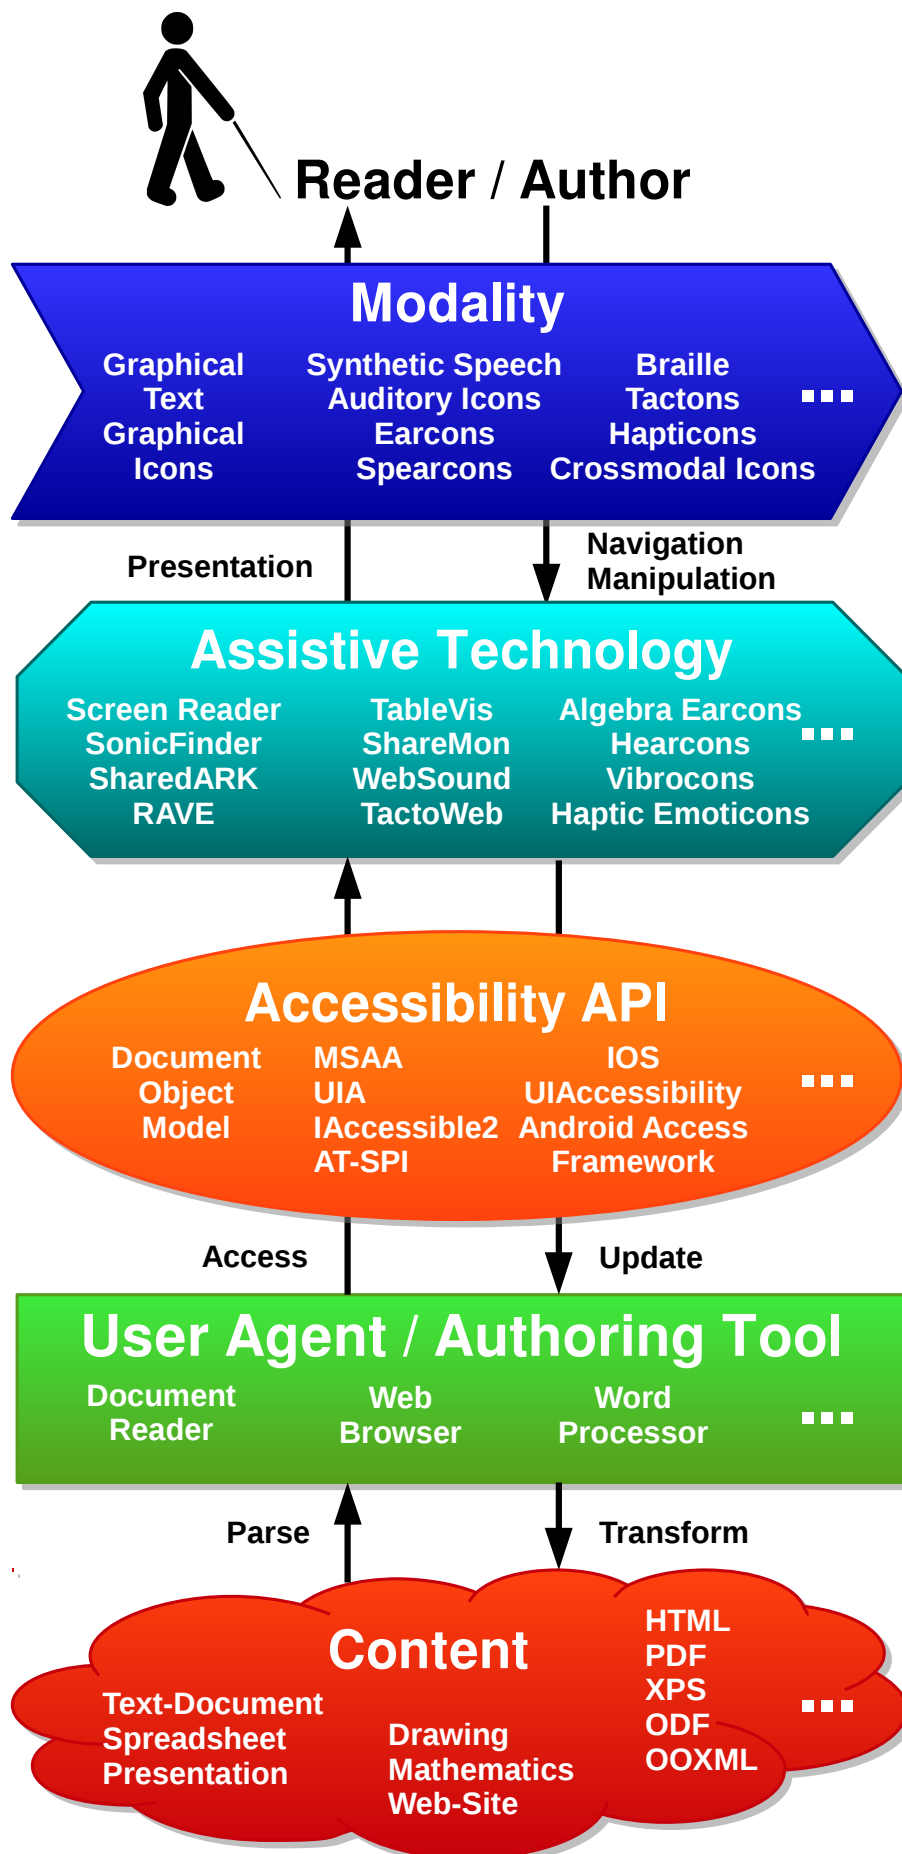 Reader / Author
Modality
Graphical
Text
Graphical
Icons
Synthetic Speech
Auditory Icons
Earcons
Spearcons
Braille
Tactons
Hapticons
Crossmodal Icons
...
Presentation
Navigation
Manipulation
Assistive Technology
Screen Reader
SonicFinder
SharedARK
RAVE
TableVis
ShareMon
WebSound
TactoWeb
Algebra Earcons
Hearcons
Vibrocons
Haptic Emoticons
...
Accessibility API
Document
Object
Model
MSAA
UIA
IAccessible2
AT-SPI
IOS
UIAccessibility
Android Access
Framework
...
Access
Update
User Agent / Authoring Tool
Document
Reader
Web
Browser
Word
Processor
...
Parse
Transform
Content
Text-Document
Spreadsheet
Presentation
Drawing
Mathematics
Web-Site
HTML
PDF
XPS
ODF
OOXML
...